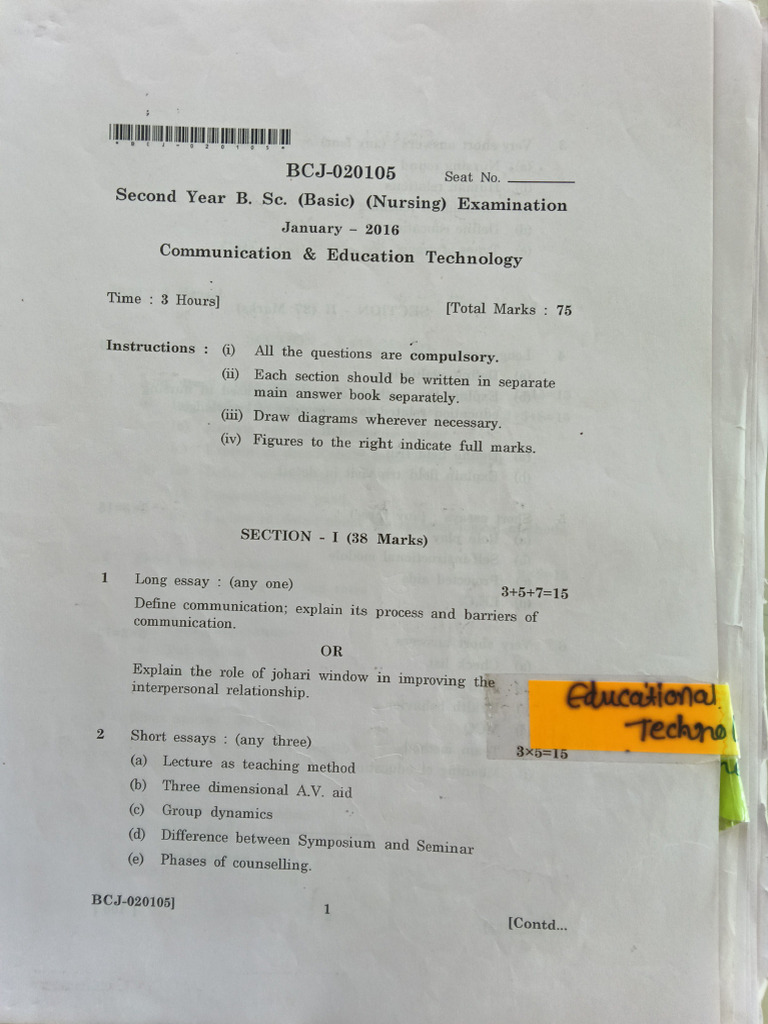 *BCJ-020105*
BCJ-020105 Seat No. ________
Second Year B. Sc. (Basic) (Nursing) Examination
January – 2016
Communication & Education Technology
Time : 3 Hours] [Total Marks : 75
Instructions : (i) All the questions are compulsory.
(ii) Each section should be written in separate
main answer book separately.
(iii) Draw diagrams wherever necessary.
(iv) Figures to the right indicate full marks.
SECTION - I (38 Marks)
1 Long essay : (any one) 3+5+7=15
Define communication; explain its process and barriers of
communication.
OR
Explain the role of johari window in improving the
interpersonal relationship.
Educational
Techno
2 Short essays : (any three) 3×5=15
(a) Lecture as teaching method
(b) Three dimensional A.V. aid
(c) Group dynamics
(d) Difference between Symposium and Seminar
(e) Phases of counselling.
BCJ-020105] 1 [Contd...